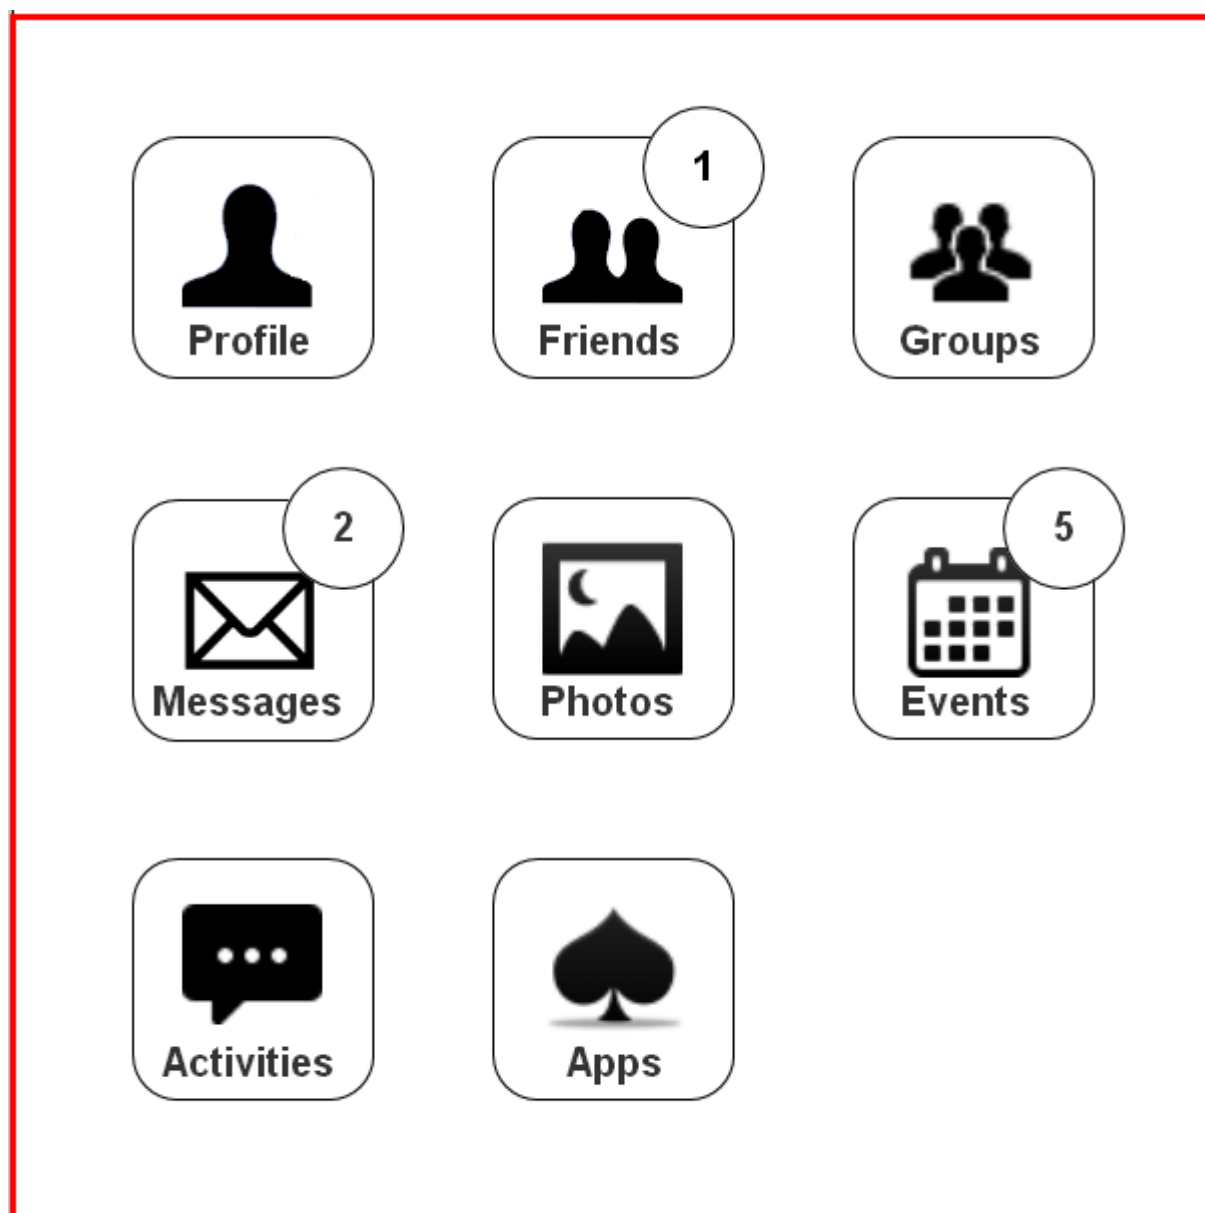 1
Profile
Friends
Groups
2
5
Messages
Photos
Events
Activities
Apps